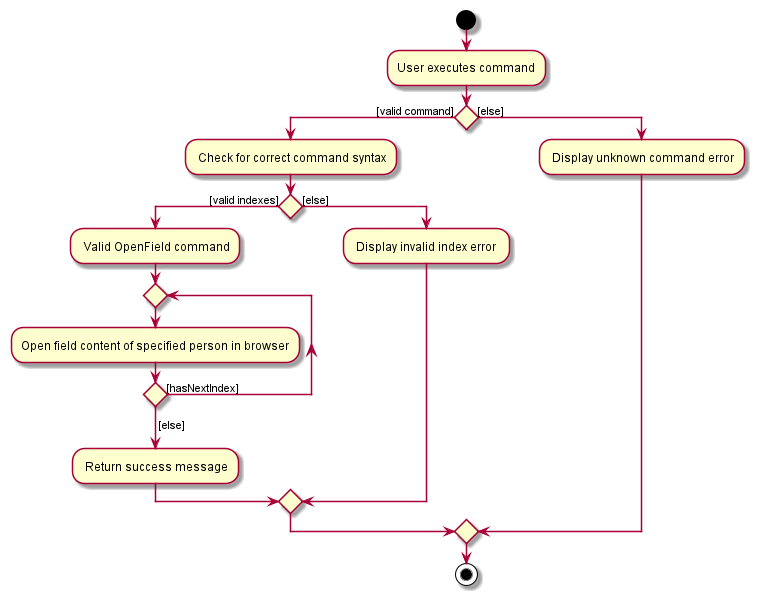 User executes command
[valid command]
[else]
Check for correct command syntax
Display unknown command error
[valid indexes]
[else]
Valid OpenField command
Display invalid index error
Open field content of specified person in browser
[hasNextIndex]
[else]
Return success message